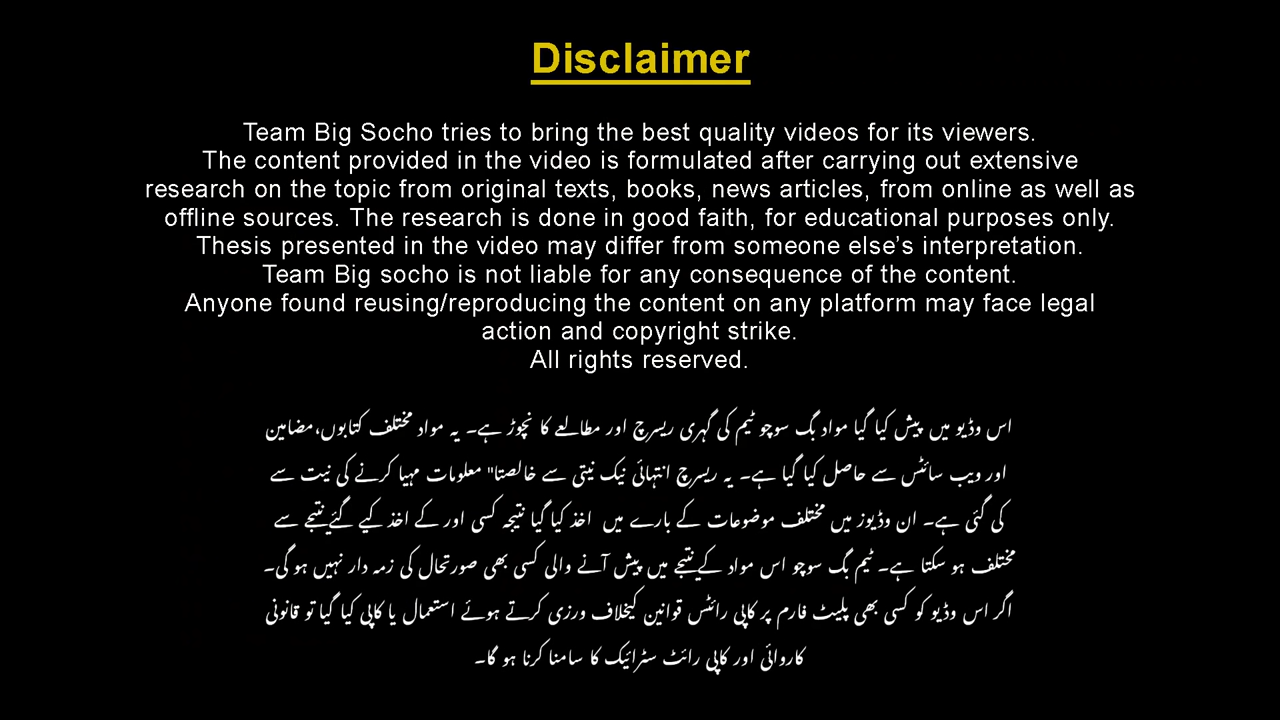 Disclaimer
Team Big Socho tries to bring the best quality videos for its viewers.
The content provided in the video is formulated after carrying out extensive
research on the topic from original texts, books, news articles, from online as well as
offline sources. The research is done in good faith, for educational purposes only.
Thesis presented in the video may differ from someone else’s interpretation.
Team Big socho is not liable for any consequence of the content.
Anyone found reusing/reproducing the content on any platform may face legal
action and copyright strike.
All rights reserved.
اس وڈیو میں پیش کیا گیا مواد بگ سوچو ٹیم کی گہری ریسرچ اور مطالعے کا نچوڑ ہے۔ یہ مواد مختلف کتابوں،مضامین
اور ویب سائٹس سے حاصل کیا گیا ہے۔ یہ ریسرچ انتہائی نیک نیتی سے خالصتا" معلومات مہیا کرنے کی نیت سے
کی گئی ہے۔ ان وڈیوز میں مختلف موضوعات کے بارے میں اخذ کیا گیا نتیجہ کسی اور کے اخذ کیے گئے نتیجے سے
مختلف ہو سکتا ہے۔ ٹیم بگ سوچو اس مواد کے نتیجے میں پیش آنے والی کسی بھی صورتحال کی زمہ دار نہیں ہو گی۔
اگر اس وڈیو کو کسی بھی پلیٹ فارم پر کاپی رائٹس قوانین کیخلاف ورزی کرتے ہوئے استعمال یا کاپی کیا گیا تو قانونی
کاروائی اور کاپی رائٹ سٹرائیک کا سامنا کرنا ہو گا۔